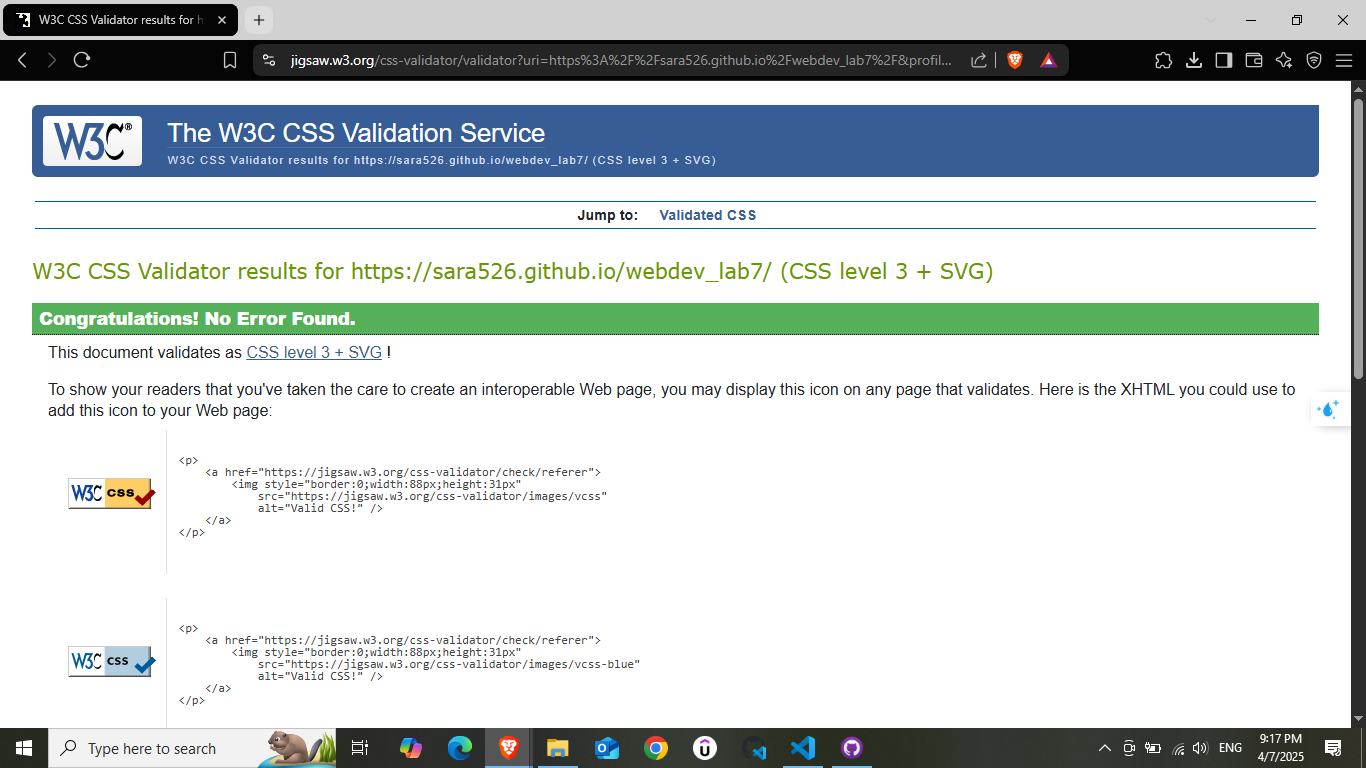 W3C CSS Validator results for h
jigsaw.w3.org/css-validator/validator?uri=https%3A%2F%2Fsara526.github.io%2Fwebdev_lab7%2F&profil...
W3C®
The W3C CSS Validation Service
W3C CSS Validator results for https://sara526.github.io/webdev_lab7/ (CSS level 3 + SVG)
Jump to: Validated CSS
W3C CSS Validator results for https://sara526.github.io/webdev_lab7/ (CSS level 3 + SVG)
Congratulations! No Error Found.
This document validates as CSS level 3 + SVG !
To show your readers that you've taken the care to create an interoperable Web page, you may display this icon on any page that validates. Here is the XHTML you could use to
add this icon to your Web page:
W3C CSS
<p>
    <a href="https://jigsaw.w3.org/css-validator/check/referer">
        <img style="border:0;width:88px;height:31px"
            src="https://jigsaw.w3.org/css-validator/images/vcss"
            alt="Valid CSS!" />
    </a>
</p>
W3C CSS
<p>
    <a href="https://jigsaw.w3.org/css-validator/check/referer">
        <img style="border:0;width:88px;height:31px"
            src="https://jigsaw.w3.org/css-validator/images/vcss-blue"
            alt="Valid CSS!" />
    </a>
</p>
Type here to search
ENG
9:17 PM
4/7/2025